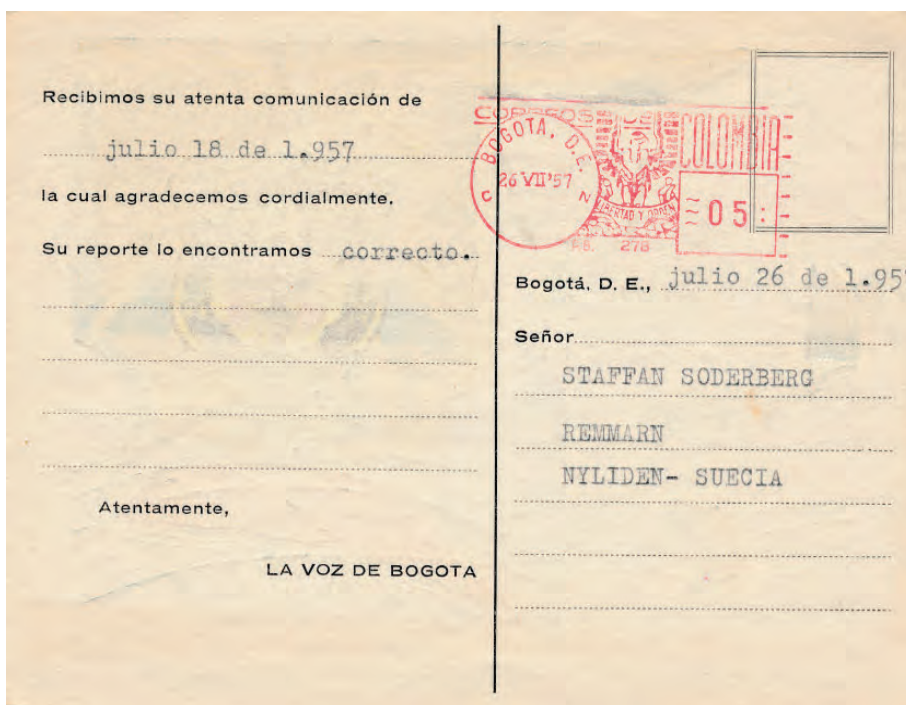 Recibimos su atenta comunicación de
julio 18 de 1.957
la cual agradecemos cordialmente.
Su reporte lo encontramos correcto.
Atentamente,
LA VOZ DE BOGOTA
CORREOS
COLOMBIA
BOGOTA, D. E.
26 VII '57
C N
LIBERTAD Y ORDEN
05
P.B. 278
Bogotá, D. E., julio 26 de 1.95
Señor
STAFFAN SODERBERG
REMMARN
NYLIDEN- SUECIA